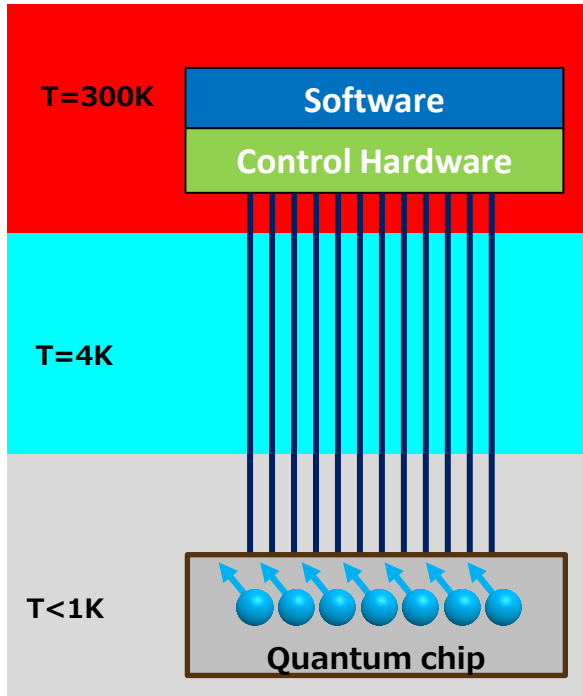 T=300K
Software
Control Hardware
T=4K
T<1K
Quantum chip